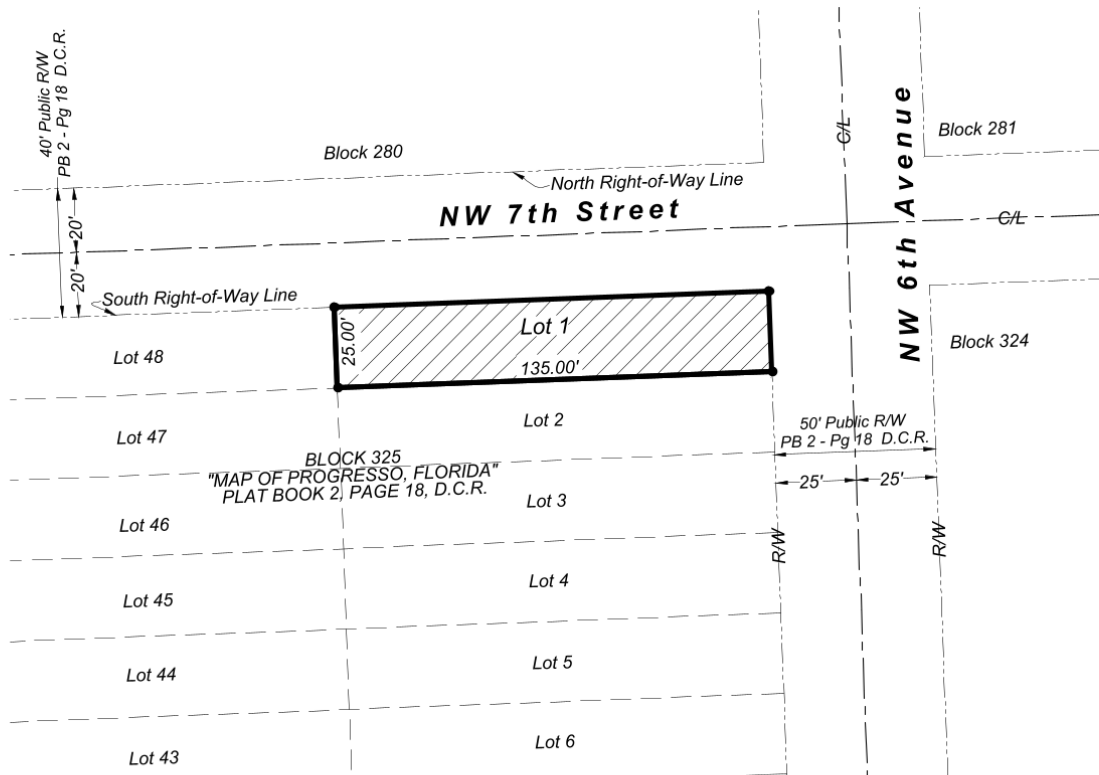 40' Public R/W
PB 2 - Pg 18 D.C.R.
Block 280
C/L
NW 6th Avenue
Block 281
North Right-of-Way Line
NW 7th Street
C/L
20'
20'
South Right-of-Way Line
Lot 1
25.00'
135.00'
Lot 48
Block 324
Lot 2
50' Public R/W
PB 2 - Pg 18 D.C.R.
Lot 47
BLOCK 325
"MAP OF PROGRESSO, FLORIDA"
PLAT BOOK 2, PAGE 18, D.C.R.
25'
25'
Lot 3
Lot 46
R/W
R/W
Lot 4
Lot 45
Lot 5
Lot 44
Lot 6
Lot 43